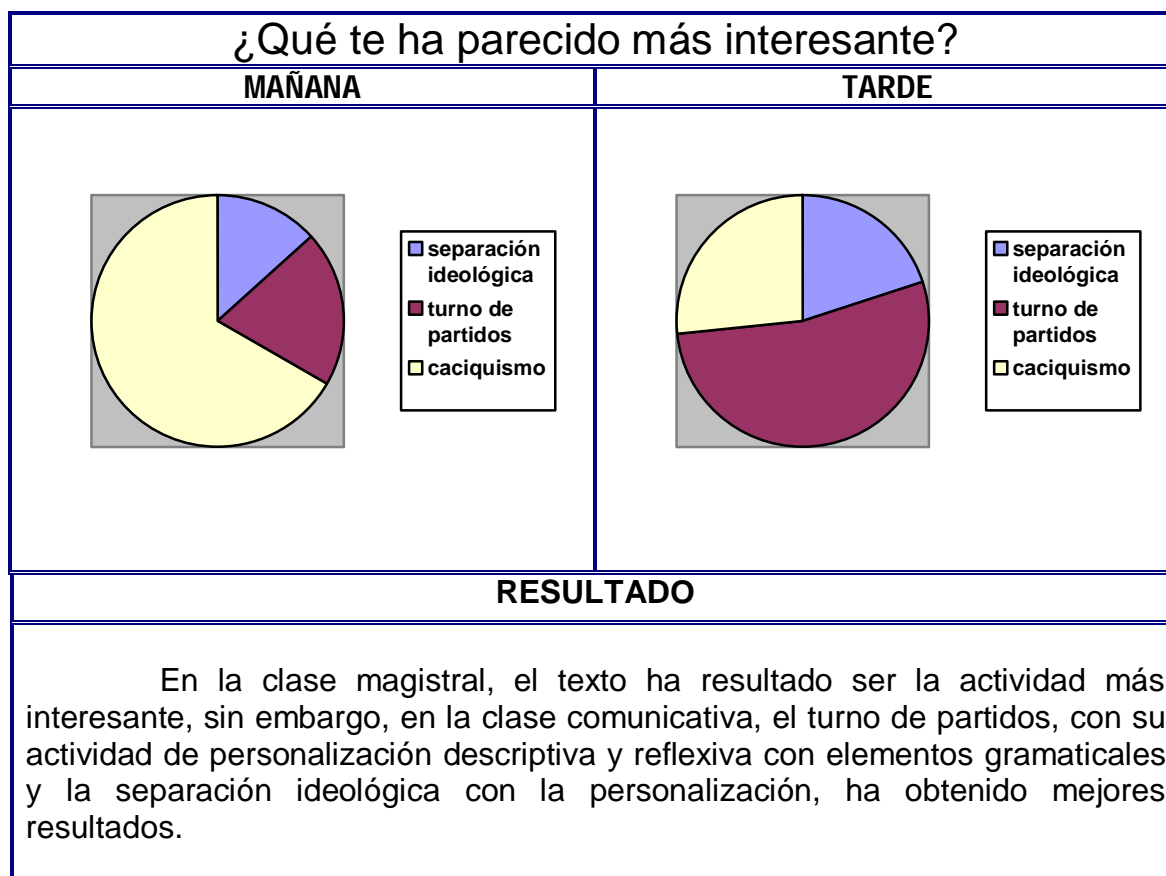 ¿Qué te ha parecido más interesante?
MAÑANA
TARDE
separación
ideológica
turno de
partidos
caciquismo
separación
ideológica
turno de
partidos
caciquismo
RESULTADO
En la clase magistral, el texto ha resultado ser la actividad más
interesante, sin embargo, en la clase comunicativa, el turno de partidos, con su
actividad de personalización descriptiva y reflexiva con elementos gramaticales
y la separación ideológica con la personalización, ha obtenido mejores
resultados.